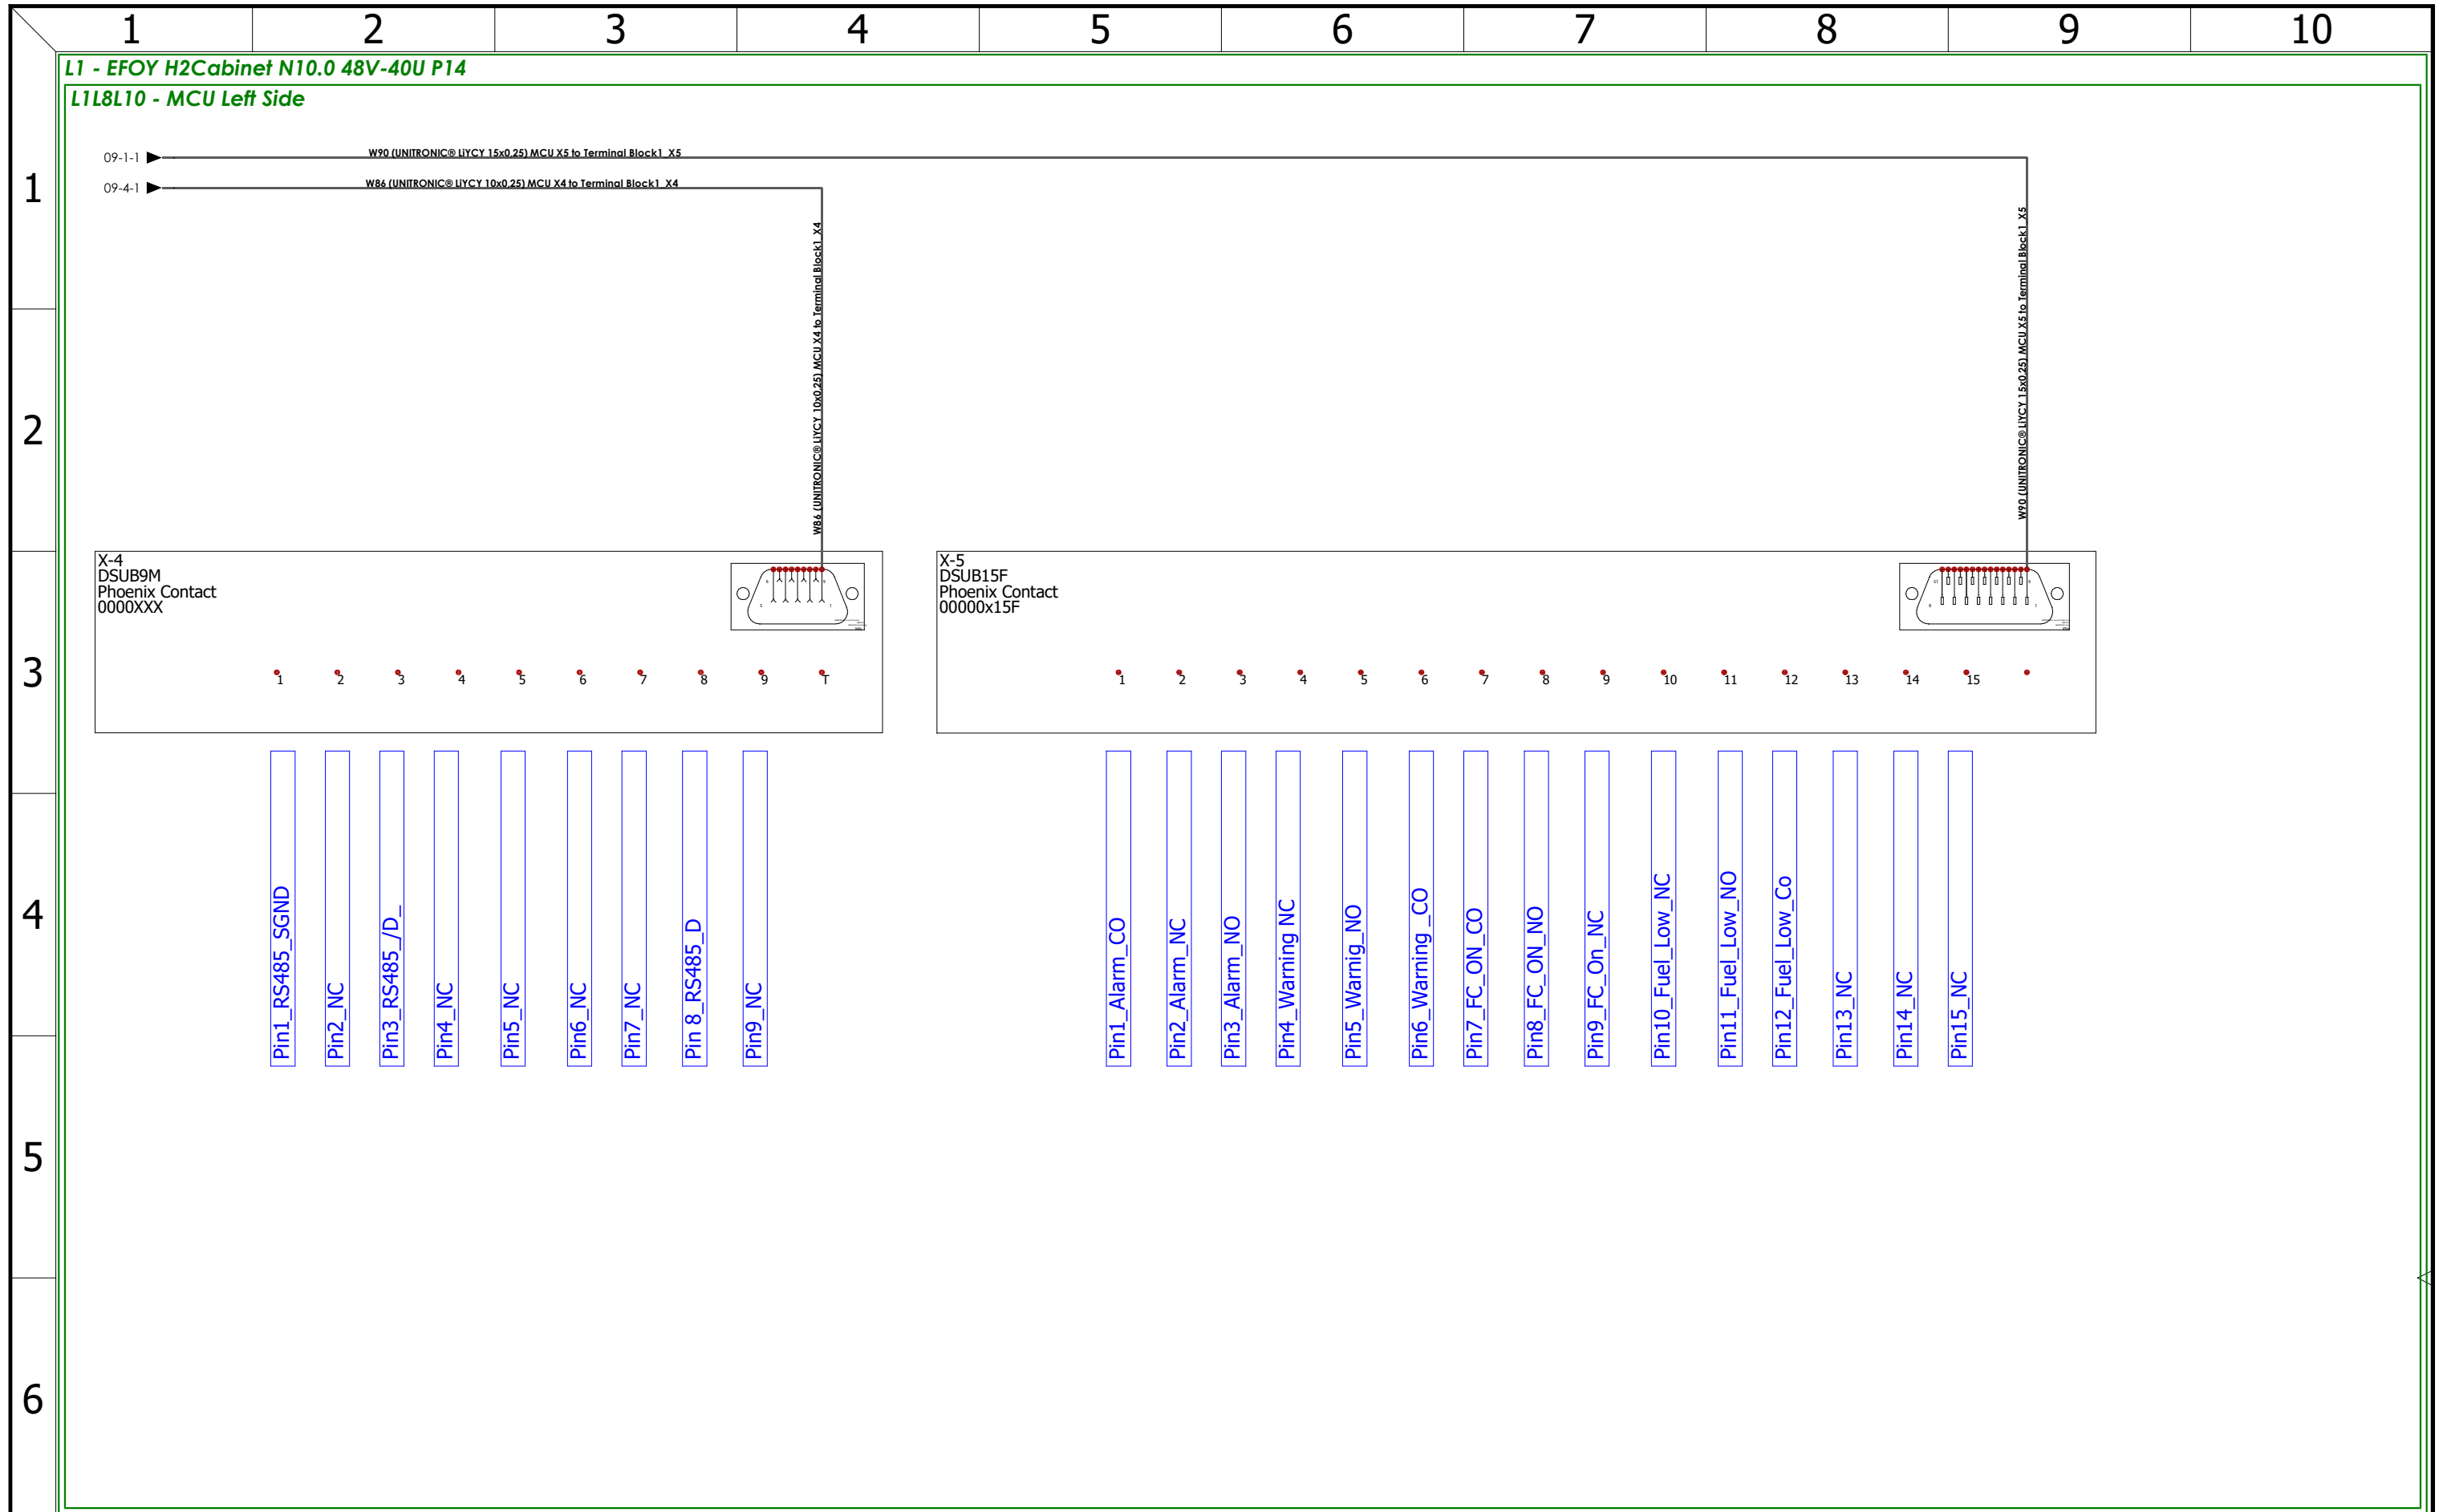 1 2 3 4 5 6 7 8 9 10
L1 - EFOY H2Cabinet N10.0 48V-40U P14
L1L8L10 - MCU Left Side
09-1-1
W90 (UNITRONIC® LiYCY 15x0,25) MCU X5 to Terminal Block1_X5
09-4-1
W86 (UNITRONIC® LiYCY 10x0,25) MCU X4 to Terminal Block1_X4
1
W86 (UNITRONIC® LiYCY 10x0,25) MCU X4 to Terminal Block1_X4
W90 (UNITRONIC® LiYCY 15x0,25) MCU X5 to Terminal Block1_X5
2
X-4
DSUB9M
Phoenix Contact
0000XXX
1 2 3 4 5 6 7 8 9 T
X-5
DSUB15F
Phoenix Contact
00000x15F
1 2 3 4 5 6 7 8 9 10 11 12 13 14 15
3
Pin1_RS485_SGND
Pin2_NC
Pin3_RS485_/D_
Pin4_NC
Pin5_NC
Pin6_NC
Pin7_NC
Pin 8_RS485_D
Pin9_NC
Pin1_Alarm_CO
Pin2_Alarm_NC
Pin3_Alarm_NO
Pin4_Warning NC
Pin5_Warnig_NO
Pin6_Warning _CO
Pin7_FC_ON_CO
Pin8_FC_ON_NO
Pin9_FC_On_NC
Pin10_Fuel_Low_NC
Pin11_Fuel_Low_NO
Pin12_Fuel_Low_Co
Pin13_NC
Pin14_NC
Pin15_NC
4
5
6